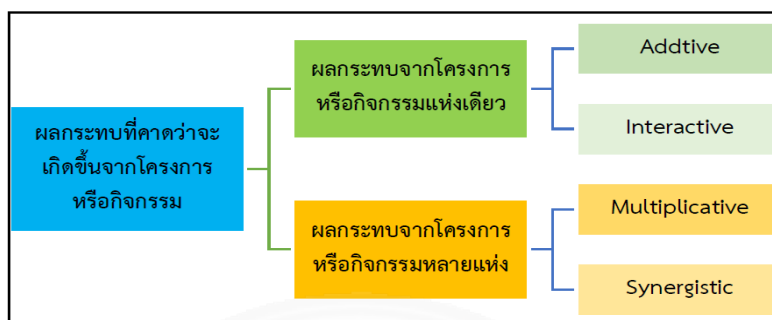 ผลกระทบที่คาดว่าจะ
เกิดขึ้นจากโครงการ
หรือกิจกรรม
ผลกระทบจากโครงการ
หรือกิจกรรมแห่งเดียว
Addtive
Interactive
ผลกระทบจากโครงการ
หรือกิจกรรมหลายแห่ง
Multiplicative
Synergistic